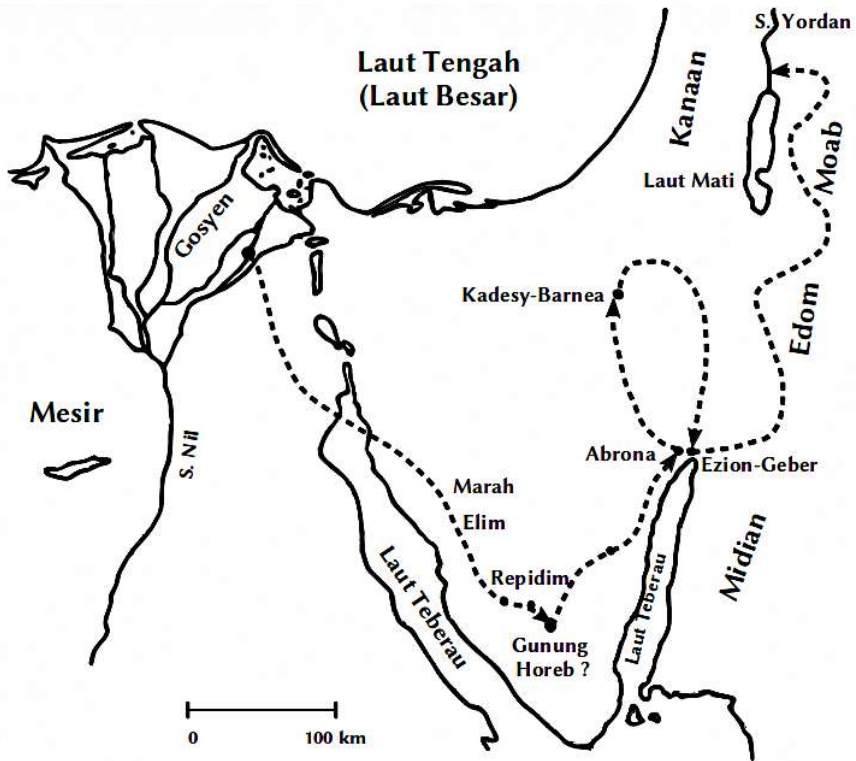 S. Yordan
Laut Tengah
(Laut Besar)
Kanaan
Moab
Laut Mati
Gosyen
Kadesy-Barnea
Edom
Mesir
S. Nil
Abrona
Ezion-Geber
Marah
Elim
Repidim
Midian
Laut Teberau
Laut Teberau
Gunung
Horeb ?
0 100 km